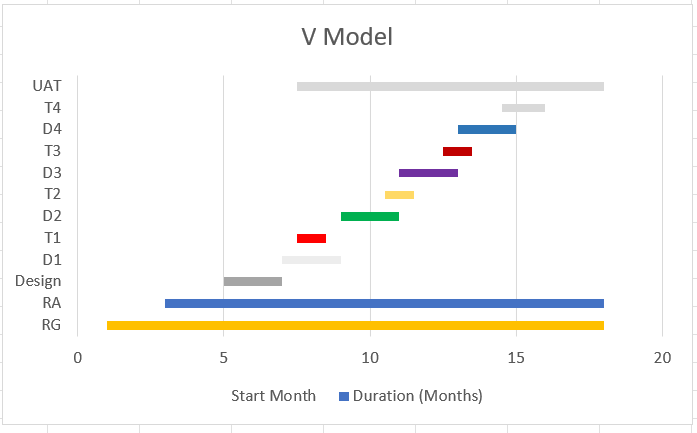 V Model
UAT
T4
D4
T3
D3
T2
D2
T1
D1
Design
RA
RG
0 5 10 15 20
Start Month Duration (Months)